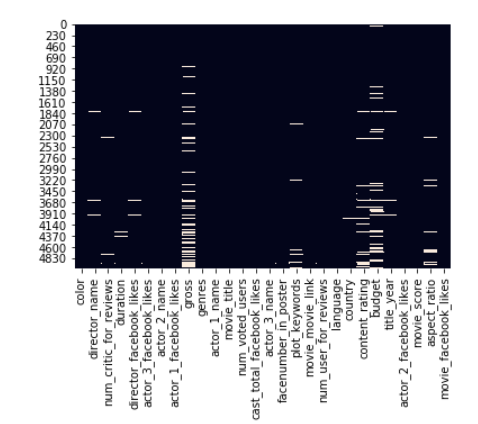 0
230
460
690
920
1150
1380
1610
1840
2070
2300
2530
2760
2990
3220
3450
3680
3910
4140
4370
4600
4830
color
director_name
num_critic_for_reviews
duration
director_facebook_likes
actor_3_facebook_likes
actor_2_name
actor_1_facebook_likes
gross
genres
actor_1_name
movie_title
num_voted_users
cast_total_facebook_likes
actor_3_name
facenumber_in_poster
plot_keywords
movie_movie_link
num_user_for_reviews
language
country
content_rating
budget
title_year
actor_2_facebook_likes
movie_score
aspect_ratio
movie_facebook_likes